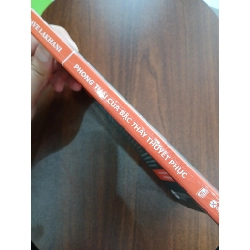 PHONG THÁI CỦA BẬC THẦY THUYẾT PHỤC